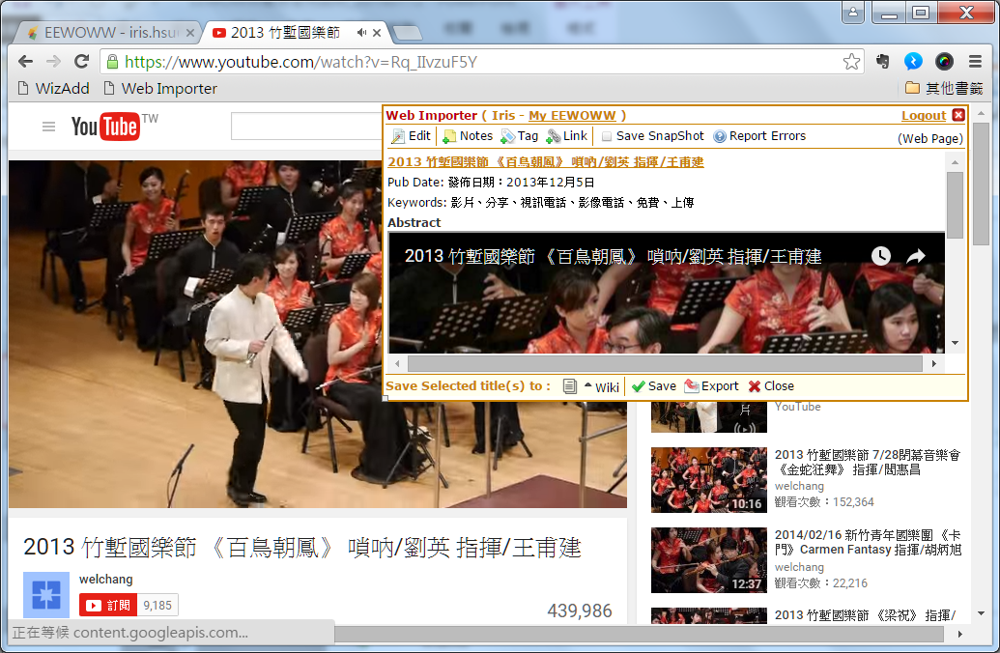 EEWOWW - iris.hsu
2013 竹塹國樂節
https://www.youtube.com/watch?v=Rq_IIvzuF5Y
WizAdd
Web Importer
其他書籤
YouTube TW
Web Importer ( Iris - My EEWOWW )
Logout
Edit
Notes
Tag
Link
Save SnapShot
Report Errors
(Web Page)
2013 竹塹國樂節 《百鳥朝鳳》 嗩吶/劉英 指揮/王甫建
Pub Date: 發佈日期：2013年12月5日
Keywords: 影片、分享、視訊電話、影像電話、免費、上傳
Abstract
2013 竹塹國樂節 《百鳥朝鳳》 嗩吶/劉英 指揮/王甫建
Save Selected title(s) to :
Wiki
Save
Export
Close
片
YouTube
2013 竹塹國樂節 7/28閉幕音樂會
《金蛇狂舞》 指揮/閻惠昌
welchang
觀看次數：152,364
10:16
2014/02/16 新竹青年國樂團 《卡
門》Carmen Fantasy 指揮/胡炳旭
welchang
觀看次數：22,216
12:37
2013 竹塹國樂節 《梁祝》 指揮/
2013 竹塹國樂節 《百鳥朝鳳》 嗩吶/劉英 指揮/王甫建
welchang
訂閱
9,185
439,986
正在等候 content.googleapis.com...